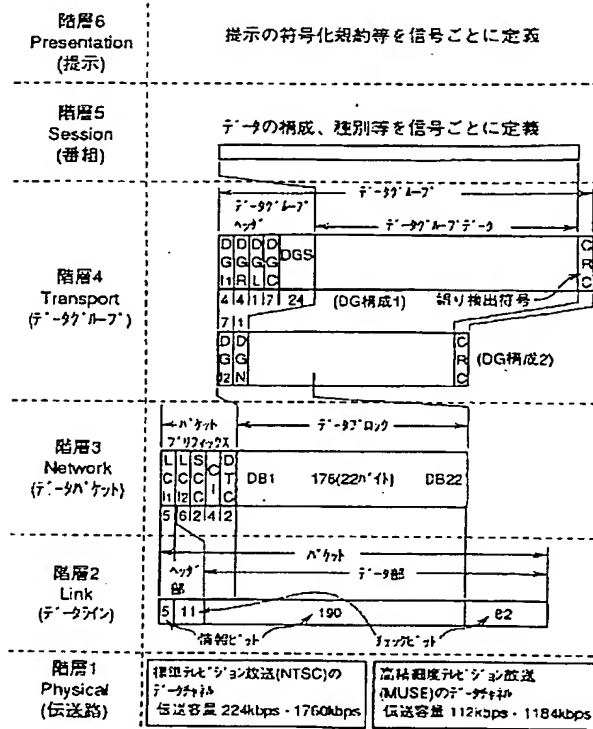 階層6
Presentation
(提示)
提示の符号化規約等を信号ごとに定義
階層5
Session
(番組)
データの構成、種別等を信号ごとに定義
データグループ
データグループ
ヘッダ
データグループデータ
階層4
Transport
(データグループ)
DGI1
DGR
DGL
DGC
DGS
CRC
4 4 1 7 24
(DG構成1)
誤り検出符号
7 1
DGI2
DGN
CRC
(DG構成2)
階層3
Network
(データパケット)
パケット
プリフィックス
データブロック
LCI1
LCI2
SCC
CI
DTC
DB1 176(22バイト) DB22
5 6 2 4 2
パケット
階層2
Link
(データライン)
ヘッダ
部
データ部
5 11 190 82
情報ビット
チェックビット
階層1
Physical
(伝送路)
標準テレビジョン放送(NTSC)の
データチャネル
伝送容量 224kbps・1760kbps
高精細度テレビジョン放送
(MUSE)のデータチャネル
伝送容量 112kbps・1184kbps